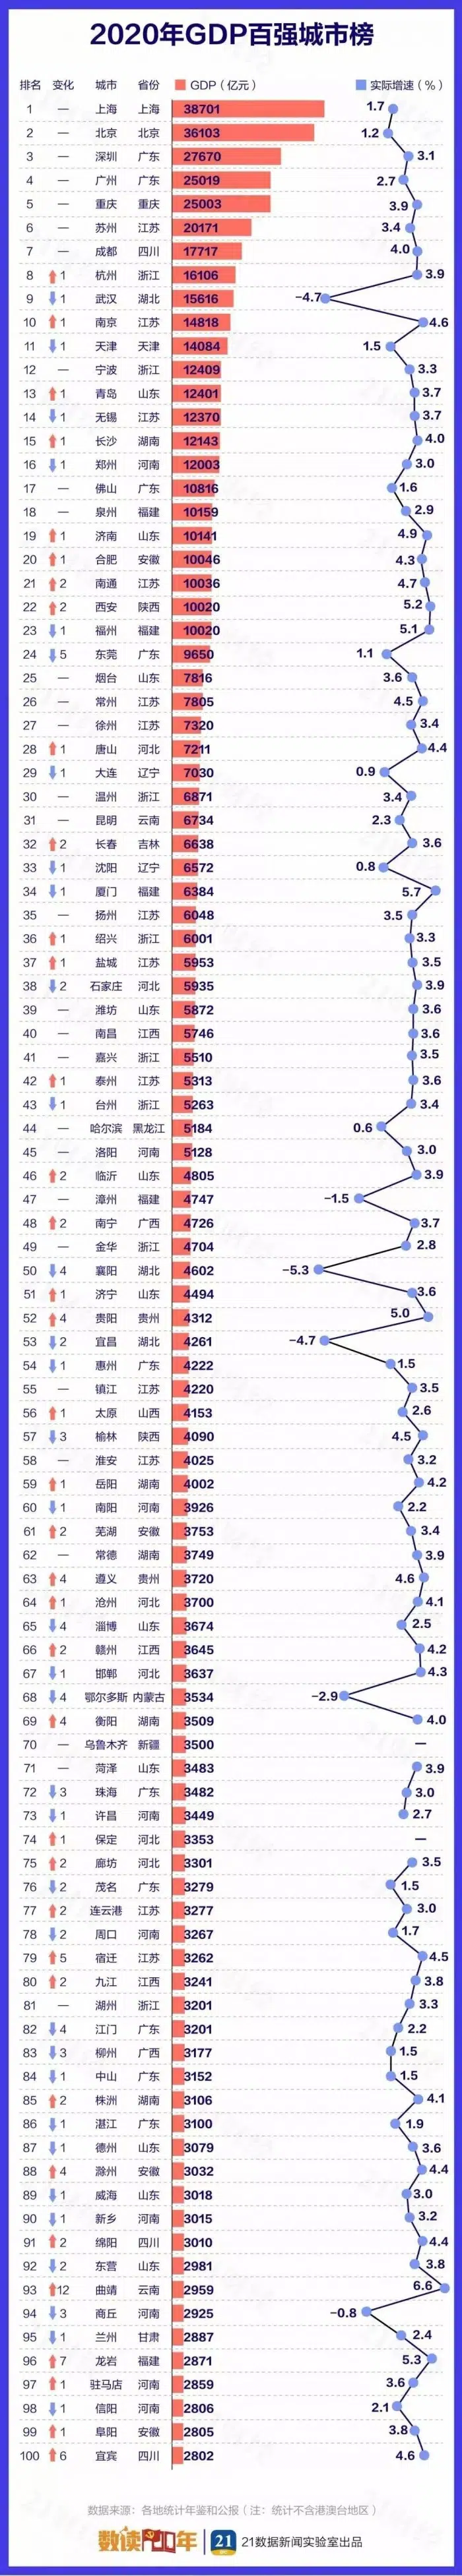 2020年GDP百强城市榜
排名 变化 城市 省份 GDP（亿元） 实际增速（%）
1 — 上海 上海 38701 1.7
2 — 北京 北京 36103 1.2
3 — 深圳 广东 27670 3.1
4 — 广州 广东 25019 2.7
5 — 重庆 重庆 25003 3.9
6 — 苏州 江苏 20171 3.4
7 — 成都 四川 17717 4.0
8 ↑1 杭州 浙江 16106 3.9
9 ↓1 武汉 湖北 15616 −4.7
10 ↑1 南京 江苏 14818 4.6
11 ↓1 天津 天津 14084 1.5
12 — 宁波 浙江 12409 3.3
13 ↑1 青岛 山东 12401 3.7
14 ↓1 无锡 江苏 12370 3.7
15 ↑1 长沙 湖南 12143 4.0
16 ↓1 郑州 河南 12003 3.0
17 — 佛山 广东 10816 1.6
18 — 泉州 福建 10159 2.9
19 ↑1 济南 山东 10141 4.9
20 ↑1 合肥 安徽 10046 4.3
21 ↑2 南通 江苏 10036 4.7
22 ↑2 西安 陕西 10020 5.2
23 ↓1 福州 福建 10020 5.1
24 ↓5 东莞 广东 9650 1.1
25 — 烟台 山东 7816 3.6
26 — 常州 江苏 7805 4.5
27 — 徐州 江苏 7320 3.4
28 ↑1 唐山 河北 7211 4.4
29 ↓1 大连 辽宁 7030 0.9
30 — 温州 浙江 6871 3.4
31 — 昆明 云南 6734 2.3
32 ↑2 长春 吉林 6638 3.6
33 ↓1 沈阳 辽宁 6572 0.8
34 ↓1 厦门 福建 6384 5.7
35 — 扬州 江苏 6048 3.5
36 ↑1 绍兴 浙江 6001 3.3
37 ↑1 盐城 江苏 5953 3.5
38 ↓2 石家庄 河北 5935 3.9
39 — 潍坊 山东 5872 3.6
40 — 南昌 江西 5746 3.6
41 — 嘉兴 浙江 5510 3.5
42 ↑1 泰州 江苏 5313 3.6
43 ↓1 台州 浙江 5263 3.4
44 — 哈尔滨 黑龙江 5184 0.6
45 — 洛阳 河南 5128 3.0
46 ↑2 临沂 山东 4805 3.9
47 — 漳州 福建 4747 −1.5
48 ↑2 南宁 广西 4726 3.7
49 — 金华 浙江 4704 2.8
50 ↓4 襄阳 湖北 4602 −5.3
51 ↑1 济宁 山东 4494 3.6
52 ↑4 贵阳 贵州 4312 5.0
53 ↓2 宜昌 湖北 4261 −4.7
54 ↓1 惠州 广东 4222 1.5
55 — 镇江 江苏 4220 3.5
56 ↑1 太原 山西 4153 2.6
57 ↓3 榆林 陕西 4090 4.5
58 — 淮安 江苏 4025 3.2
59 ↑1 岳阳 湖南 4002 4.2
60 ↓1 南阳 河南 3926 2.2
61 ↑2 芜湖 安徽 3753 3.4
62 — 常德 湖南 3749 3.9
63 ↑4 遵义 贵州 3720 4.6
64 ↑1 沧州 河北 3700 4.1
65 ↓4 淄博 山东 3674 2.5
66 ↑2 赣州 江西 3645 4.2
67 ↓1 邯郸 河北 3637 4.3
68 ↓4 鄂尔多斯 内蒙古 3534 −2.9
69 ↑4 衡阳 湖南 3509 4.0
70 — 乌鲁木齐 新疆 3500 —
71 — 菏泽 山东 3483 3.9
72 ↓3 珠海 广东 3482 3.0
73 ↓1 许昌 河南 3449 2.7
74 ↑1 保定 河北 3353 —
75 ↑2 廊坊 河北 3301 3.5
76 ↓2 茂名 广东 3279 1.5
77 ↑2 连云港 江苏 3277 3.0
78 ↓2 周口 河南 3267 1.7
79 ↑5 宿迁 江苏 3262 4.5
80 ↑2 九江 江西 3241 3.8
81 — 湖州 浙江 3201 3.3
82 ↓4 江门 广东 3201 2.2
83 ↓3 柳州 广西 3177 1.5
84 ↓1 中山 广东 3152 1.5
85 ↑2 株洲 湖南 3106 4.1
86 ↓1 湛江 广东 3100 1.9
87 ↓1 德州 山东 3079 3.6
88 ↑4 滁州 安徽 3032 4.4
89 ↓1 威海 山东 3018 3.0
90 ↓1 新乡 河南 3015 3.2
91 ↑2 绵阳 四川 3010 4.4
92 ↓2 东营 山东 2981 3.8
93 ↑12 曲靖 云南 2959 6.6
94 ↓3 商丘 河南 2925 −0.8
95 ↓1 兰州 甘肃 2887 2.4
96 ↑7 龙岩 福建 2871 5.3
97 ↑1 驻马店 河南 2859 3.6
98 ↓1 信阳 河南 2806 2.1
99 ↑1 阜阳 安徽 2805 3.8
100 ↑6 宜宾 四川 2802 4.6
数据来源：各地统计年鉴和公报（注：统计不含港澳台地区）
数读100年 21 21数据新闻实验室出品